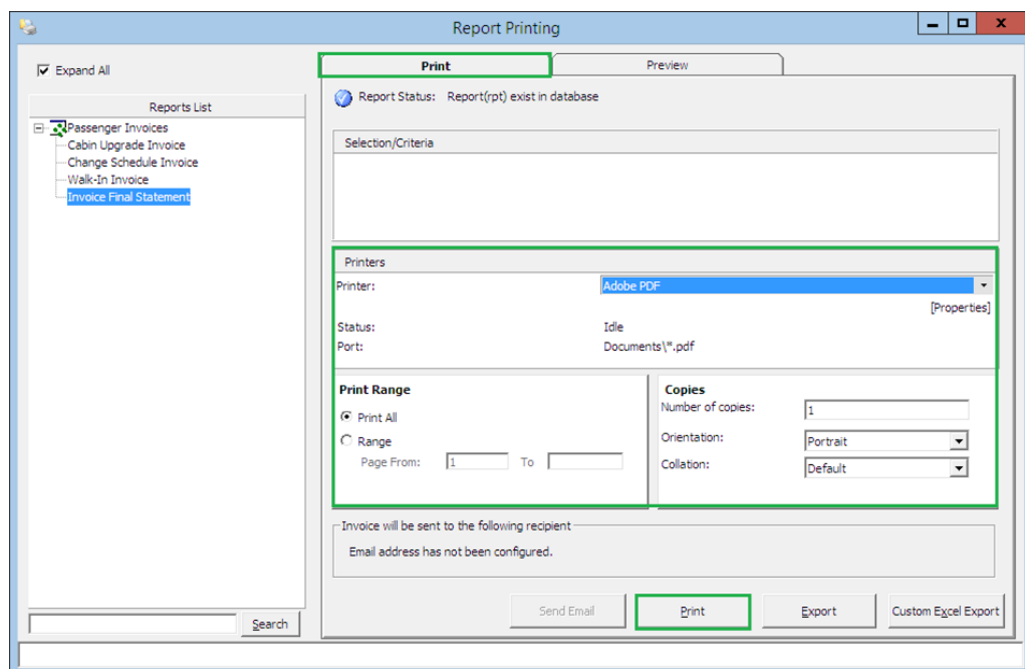 Report Printing
Expand All
Reports List
Passenger Invoices
Cabin Upgrade Invoice
Change Schedule Invoice
Walk-In Invoice
Invoice Final Statement
Search
Print
Preview
Report Status: Report(rpt) exist in database
Selection/Criteria
Printers
Printer: Adobe PDF
[Properties]
Status: Idle
Port: Documents\*.pdf
Print Range
Print All
Range
Page From: 1 To
Copies
Number of copies: 1
Orientation: Portrait
Collation: Default
Invoice will be sent to the following recipient
Email address has not been configured.
Send Email Print Export Custom Excel Export